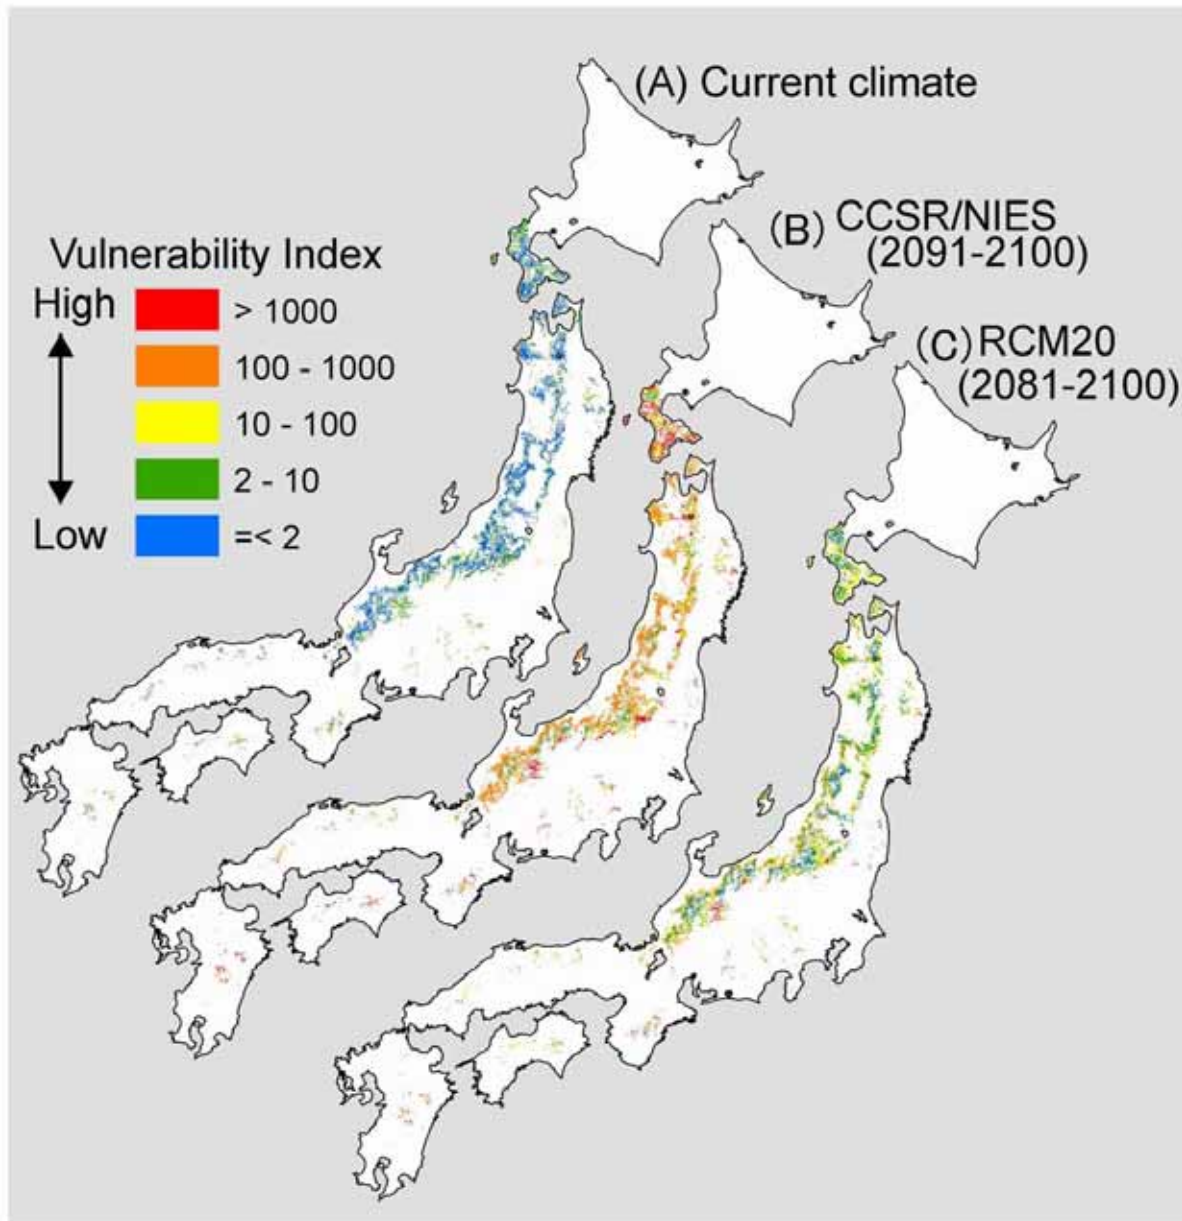 (A) Current climate
(B) CCSR/NIES
(2091-2100)
(C) RCM20
(2081-2100)
Vulnerability Index
High
> 1000
100 - 1000
10 - 100
2 - 10
Low
=< 2